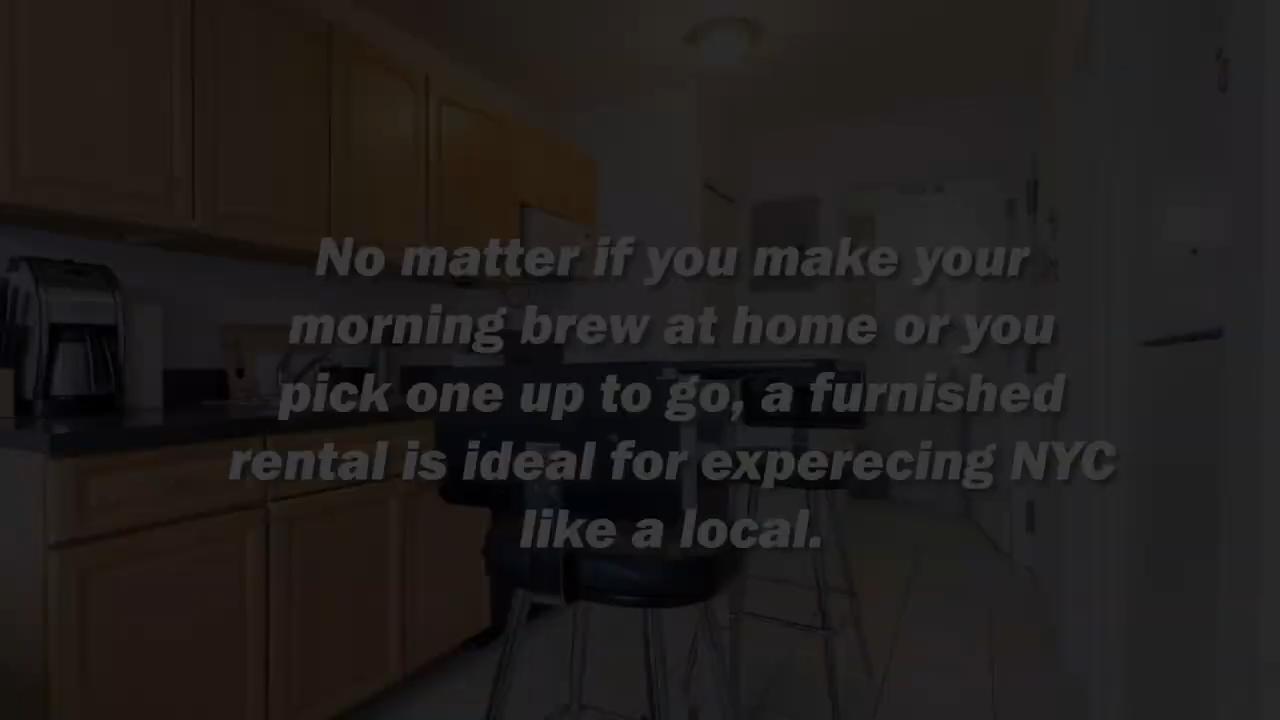 No matter if you make your
morning brew at home or you
pick one up to go, a furnished
rental is ideal for experecing NYC
like a local.